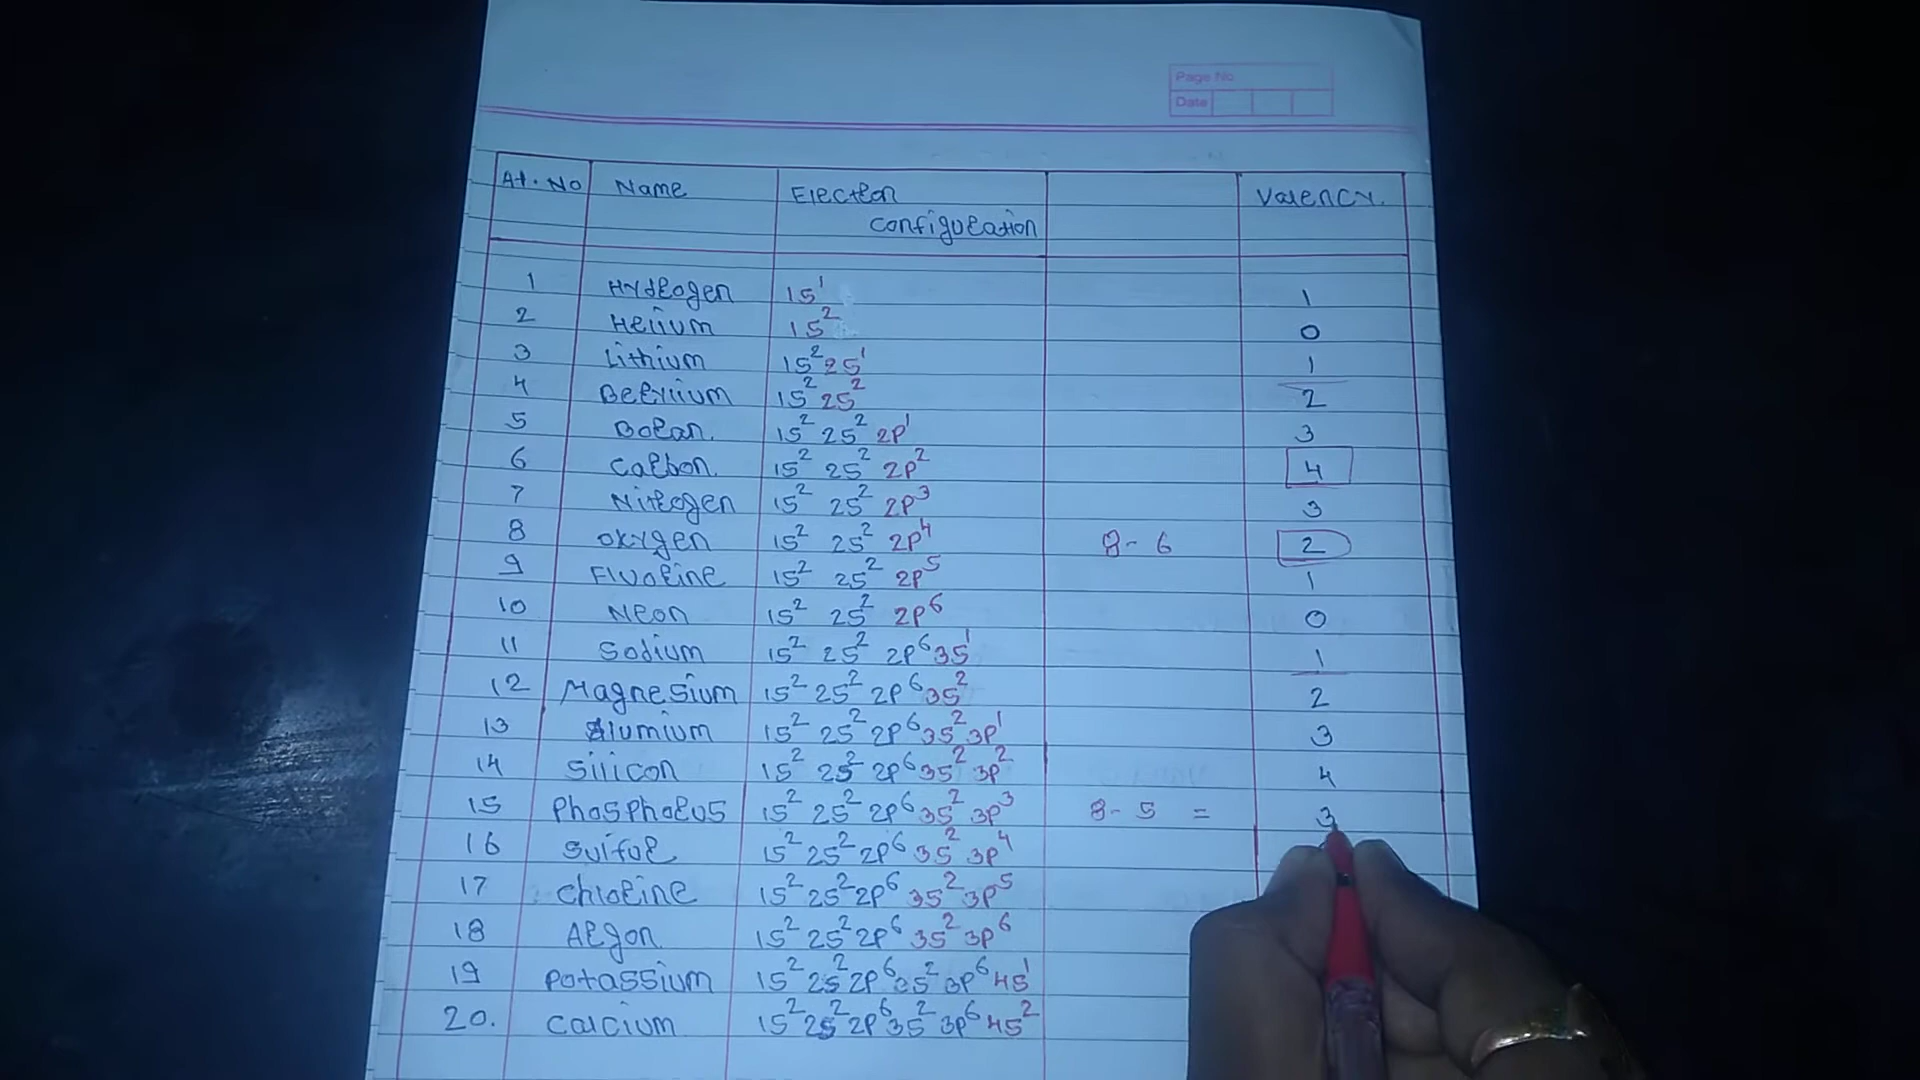 Page No
Date
At. No Name Electron Valency.
configuration
1 Hydrogen 1s¹ 1
2 Helium 1s² 0
3 Lithium 1s² 2s¹ 1
4 Beryllium 1s² 2s² 2
5 Boran. 1s² 2s² 2p¹ 3
6 Carbon. 1s² 2s² 2p² 4
7 Nitrogen 1s² 2s² 2p³ 3
8 Oxygen 1s² 2s² 2p⁴ 8 - 6 2
9 Fluorine 1s² 2s² 2p⁵ 1
10 Neon 1s² 2s² 2p⁶ 0
11 Sodium 1s² 2s² 2p⁶ 3s¹ 1
12 Magnesium 1s² 2s² 2p⁶ 3s² 2
13 Alumium 1s² 2s² 2p⁶ 3s² 3p¹ 3
14 Silicon 1s² 2s² 2p⁶ 3s² 3p² 4
15 Phosphorus 1s² 2s² 2p⁶ 3s² 3p³ 8 - 5 = 3
16 Sulfur 1s² 2s² 2p⁶ 3s² 3p⁴
17 Chlorine 1s² 2s² 2p⁶ 3s² 3p⁵
18 Argon 1s² 2s² 2p⁶ 3s² 3p⁶
19 Potassium 1s² 2s² 2p⁶ 3s² 3p⁶ 4s¹
20. Calcium 1s² 2s² 2p⁶ 3s² 3p⁶ 4s²